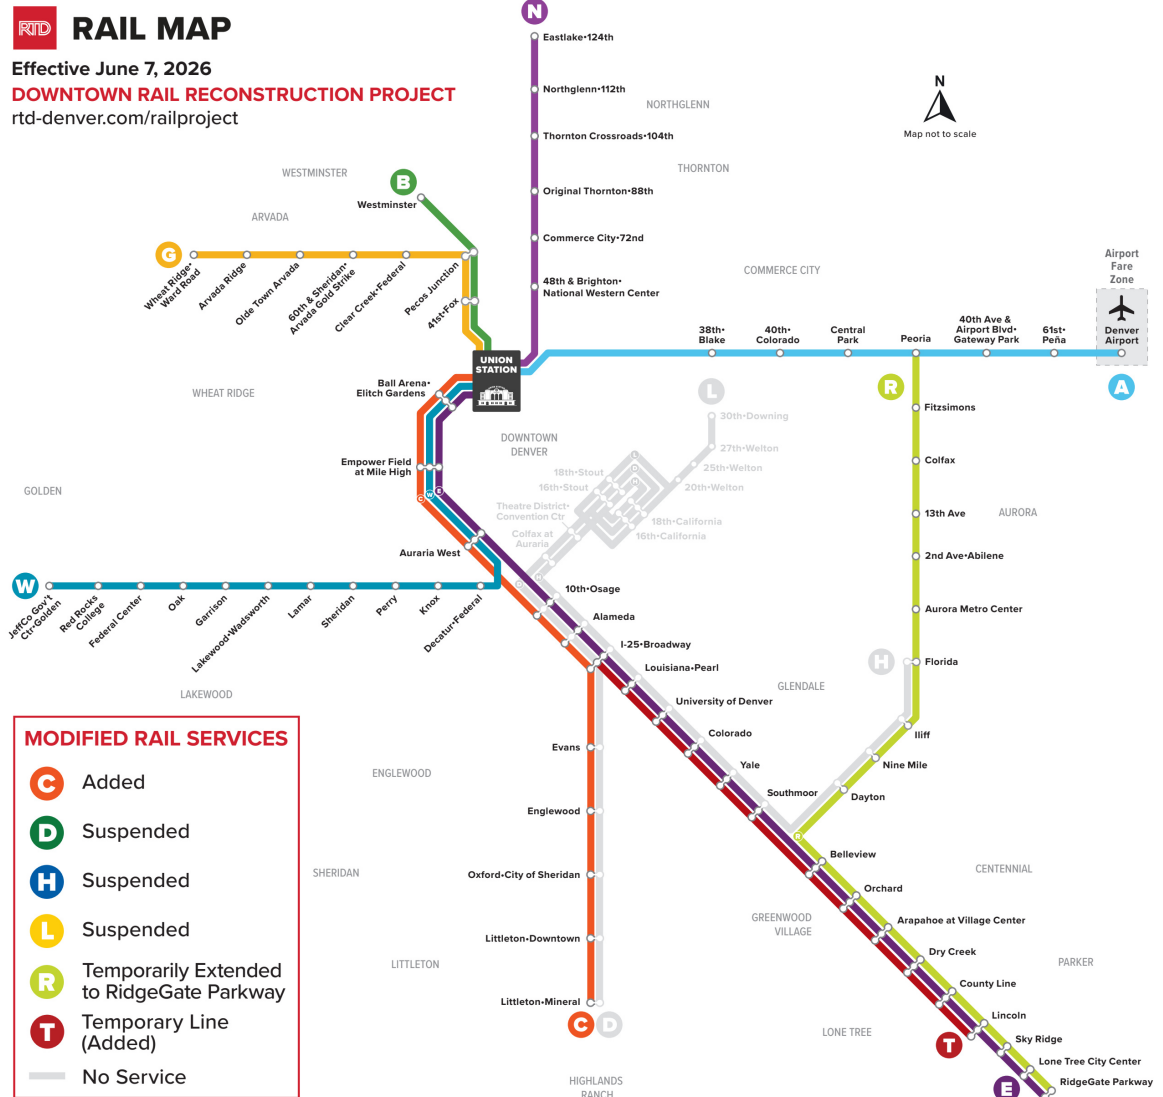 RTD
RAIL MAP
Effective June 7, 2026
DOWNTOWN RAIL RECONSTRUCTION PROJECT
rtd-denver.com/railproject
N
Eastlake•124th
Northglenn•112th
NORTHGLENN
Thornton Crossroads•104th
THORNTON
Original Thornton•88th
Commerce City•72nd
48th & Brighton•
National Western Center
COMMERCE CITY
N
Map not to scale
WESTMINSTER
B
Westminster
ARVADA
G
Wheat Ridge•
Ward Road
Arvada Ridge
Olde Town Arvada
60th & Sheridan•
Arvada Gold Strike
Clear Creek•Federal
Pecos Junction
41st•Fox
UNION
STATION
38th•
Blake
40th•
Colorado
Central
Park
Peoria
40th Ave &
Airport Blvd•
Gateway Park
61st•
Peña
Airport
Fare
Zone
Denver
Airport
A
R
Fitzsimons
Colfax
13th Ave
AURORA
2nd Ave•Abilene
Aurora Metro Center
H
Florida
Iliff
Nine Mile
Dayton
R
WHEAT RIDGE
Ball Arena•
Elitch Gardens
Empower Field
at Mile High
C
W
E
Auraria West
GOLDEN
DOWNTOWN
DENVER
L
30th•Downing
27th•Welton
25th•Welton
20th•Welton
L
D
H
18th•Stout
16th•Stout
Theatre District•
Convention Ctr
Colfax at
Auraria
18th•California
16th•California
W
JeffCo Gov't
Ctr•Golden
Red Rocks
College
Federal Center
Oak
Garrison
Lakewood•Wadsworth
Lamar
Sheridan
Perry
Knox
Decatur•Federal
LAKEWOOD
10th•Osage
Alameda
I-25•Broadway
Louisiana•Pearl
University of Denver
GLENDALE
Colorado
Yale
Southmoor
Belleview
Orchard
CENTENNIAL
Arapahoe at Village Center
GREENWOOD
VILLAGE
Dry Creek
PARKER
County Line
Lincoln
Sky Ridge
Lone Tree City Center
RidgeGate Parkway
LONE TREE
T
E
Evans
ENGLEWOOD
Englewood
SHERIDAN
Oxford•City of Sheridan
Littleton•Downtown
LITTLETON
Littleton•Mineral
C
D
HIGHLANDS
RANCH
MODIFIED RAIL SERVICES
C Added
D Suspended
H Suspended
L Suspended
R Temporarily Extended
to RidgeGate Parkway
T Temporary Line
(Added)
No Service